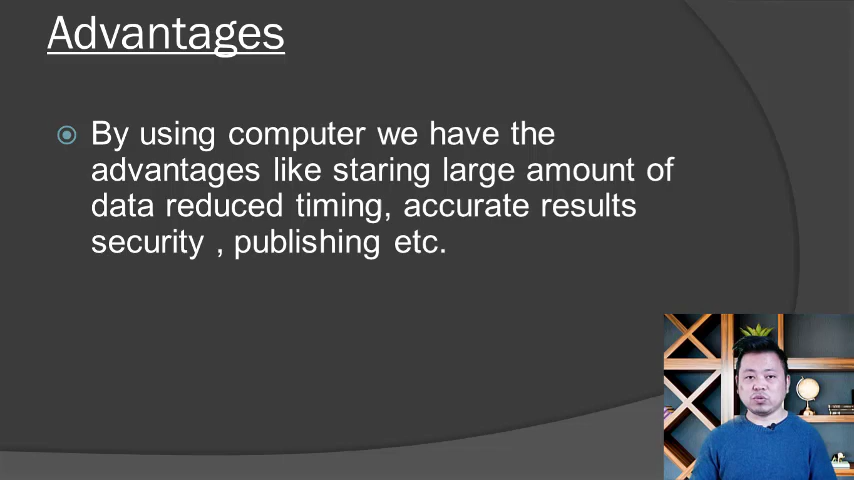 Advantages
By using computer we have the
advantages like staring large amount of
data reduced timing, accurate results
security , publishing etc.